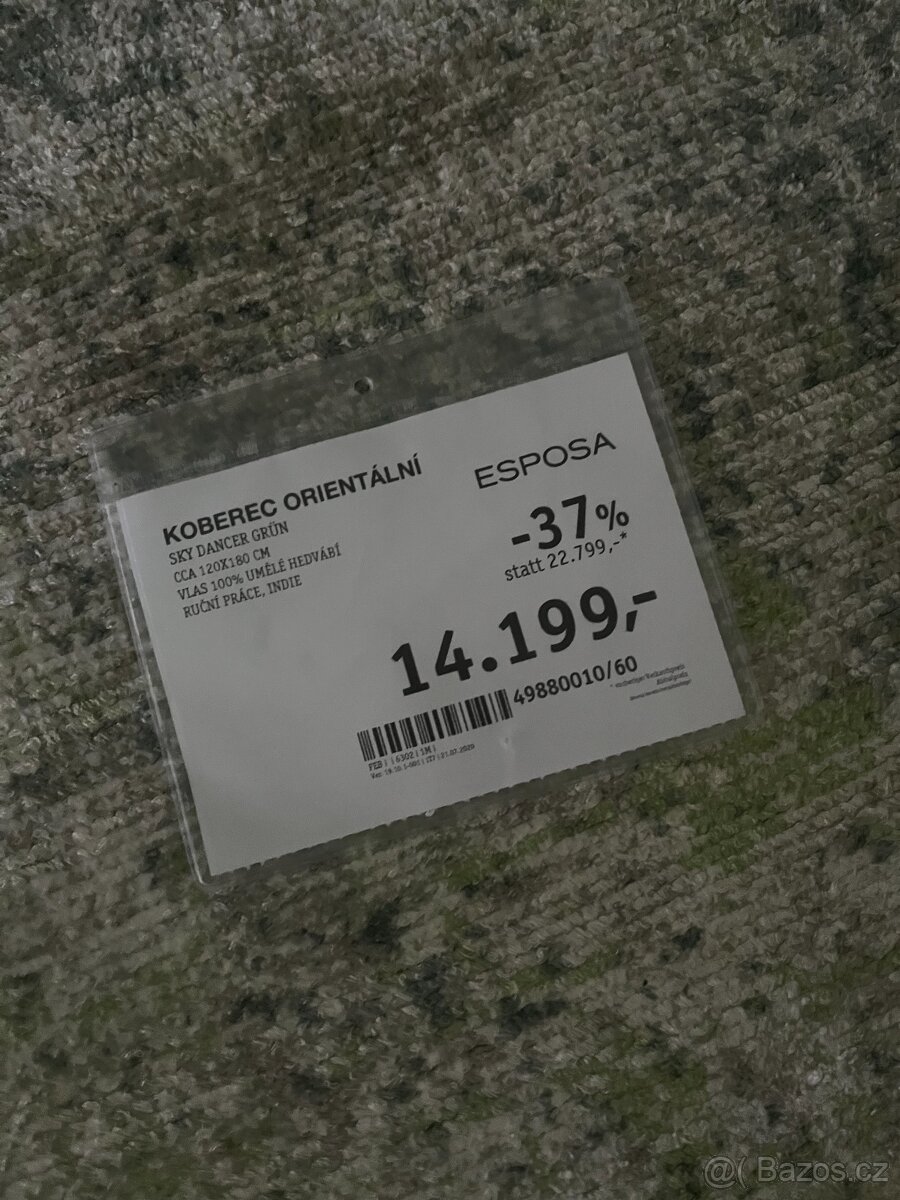 KOBEREC ORIENTÁLNÍ
SKY DANCER GRÜN
CCA 120X180 CM
VLAS 100% UMĚLÉ HEDVÁBÍ
RUČNÍ PRÁCE, INDIE
ESPOSA
-37%
statt 22.799,-*
14.199,-
49880010/60
@( Bazos.cz